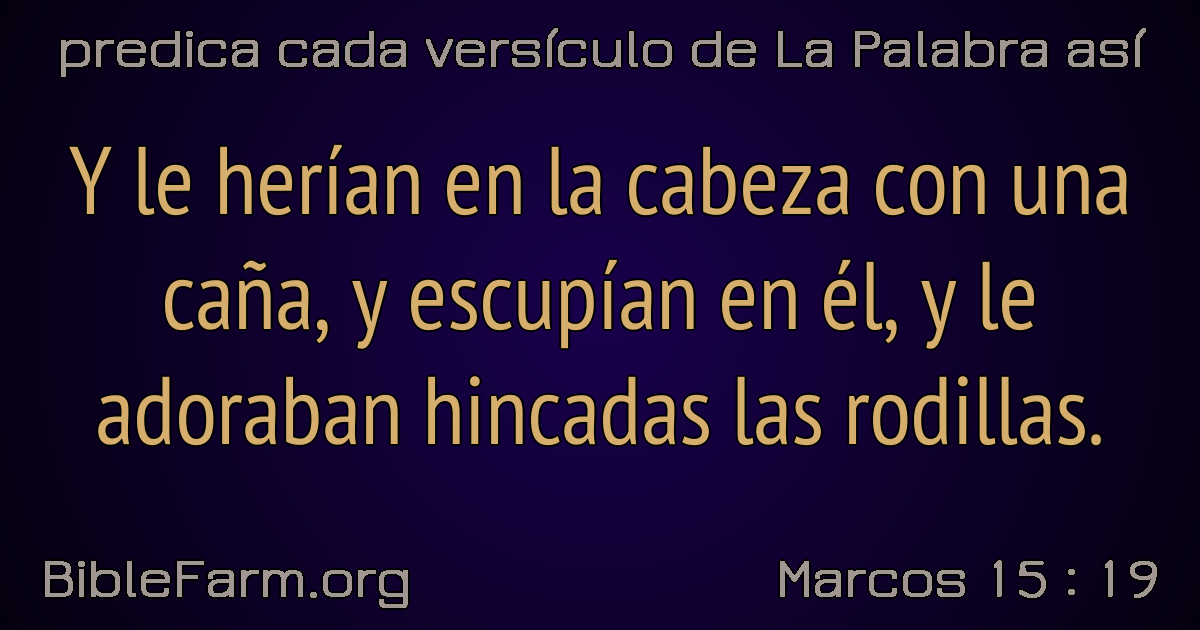 predica cada versículo de La Palabra así
Y le herían en la cabeza con una
caña, y escupían en él, y le
adoraban hincadas las rodillas.
BibleFarm.org
Marcos 15 : 19